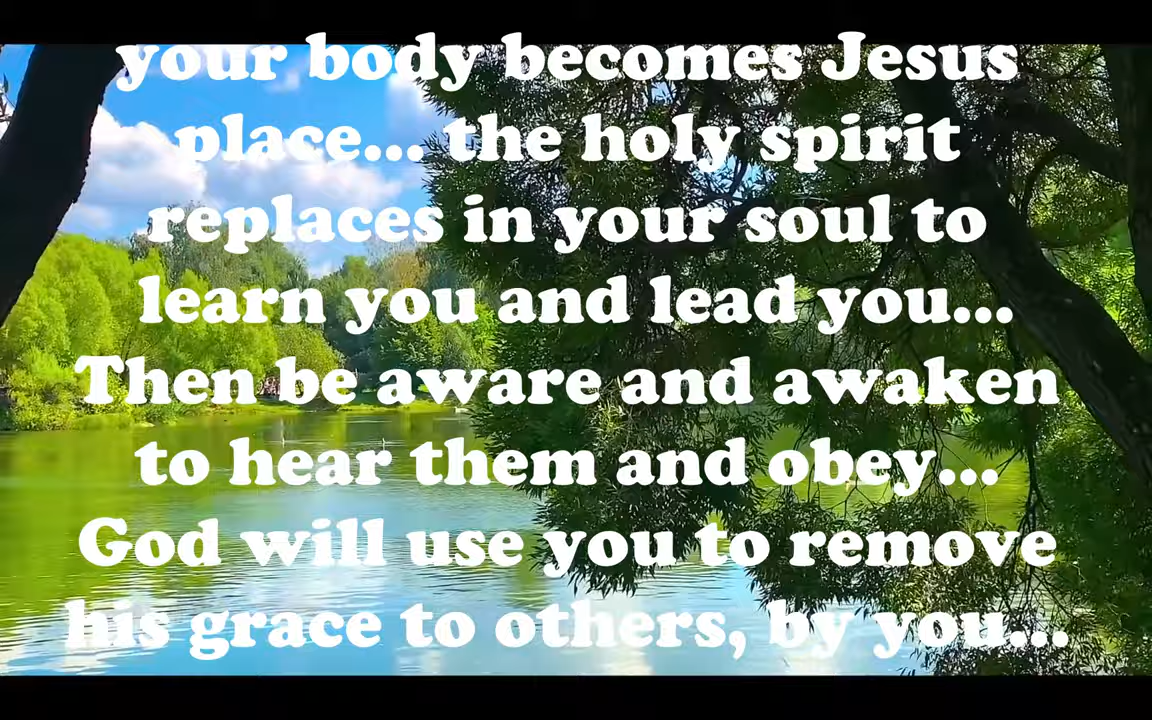 your body becomes Jesus
place... the holy spirit
replaces in your soul to
learn you and lead you...
Then be aware and awaken
to hear them and obey...
God will use you to remove
his grace to others, by you...